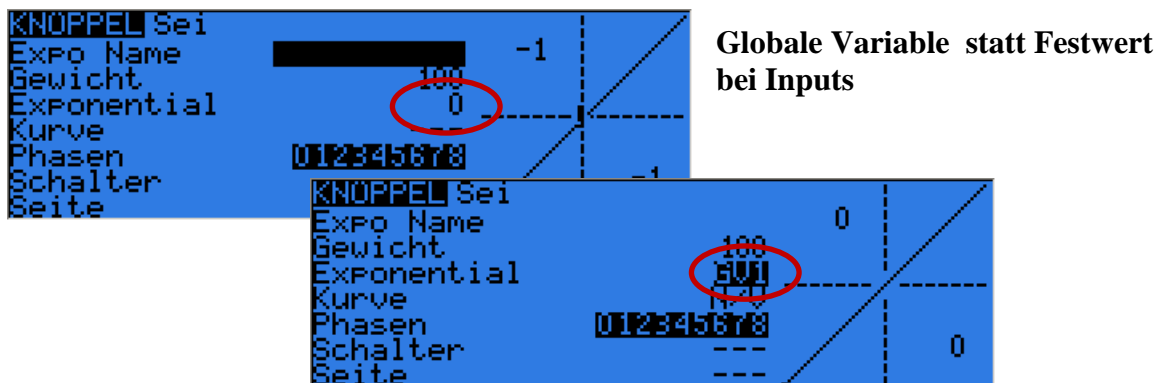 KNÜPPEL Sei
Expo Name -1
Gewicht 100
Exponential 0
Kurve ---
Phasen 012345678
Schalter -1
Seite
Globale Variable statt Festwert
bei Inputs
KNÜPPEL Sei
Expo Name 0
Gewicht 100
Exponential GV1
Kurve N/V
Phasen 012345678
Schalter --- 0
Seite ---